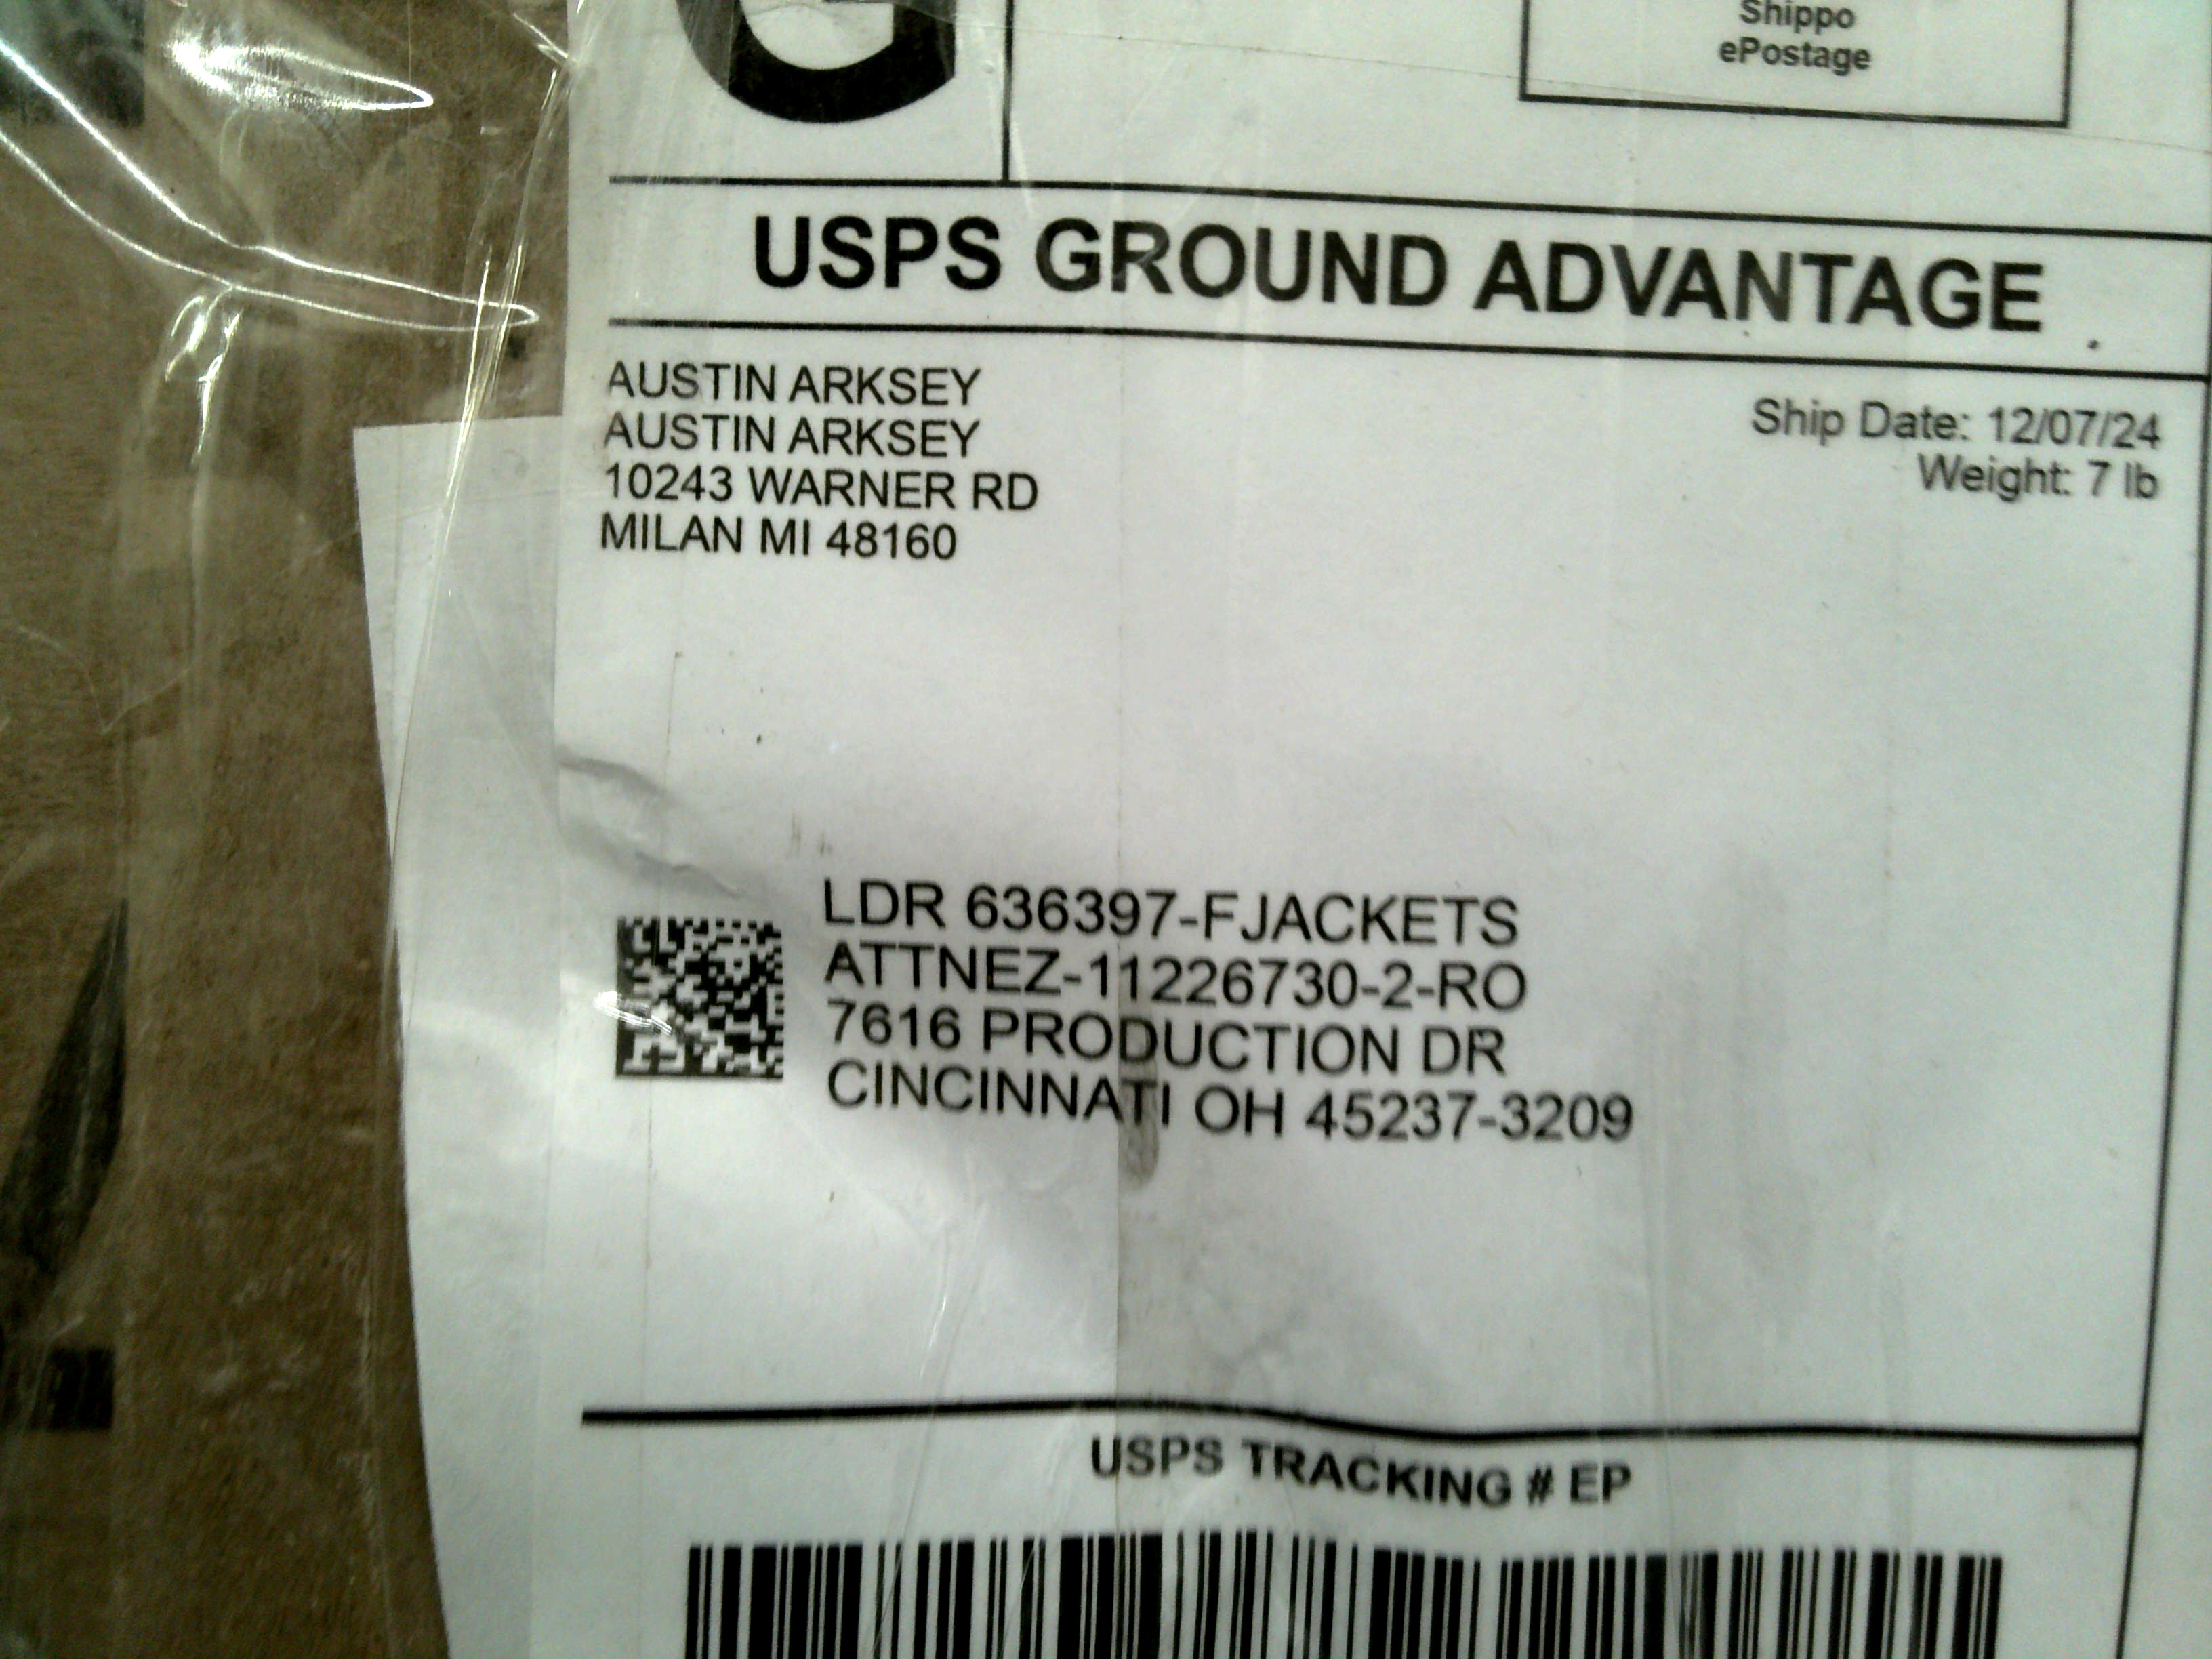 G
Shippo
ePostage
USPS GROUND ADVANTAGE
AUSTIN ARKSEY
AUSTIN ARKSEY
10243 WARNER RD
MILAN MI 48160
Ship Date: 12/07/24
Weight: 7 lb
LDR 636397-FJACKETS
ATTNEZ-11226730-2-RO
7616 PRODUCTION DR
CINCINNATI OH 45237-3209
USPS TRACKING # EP